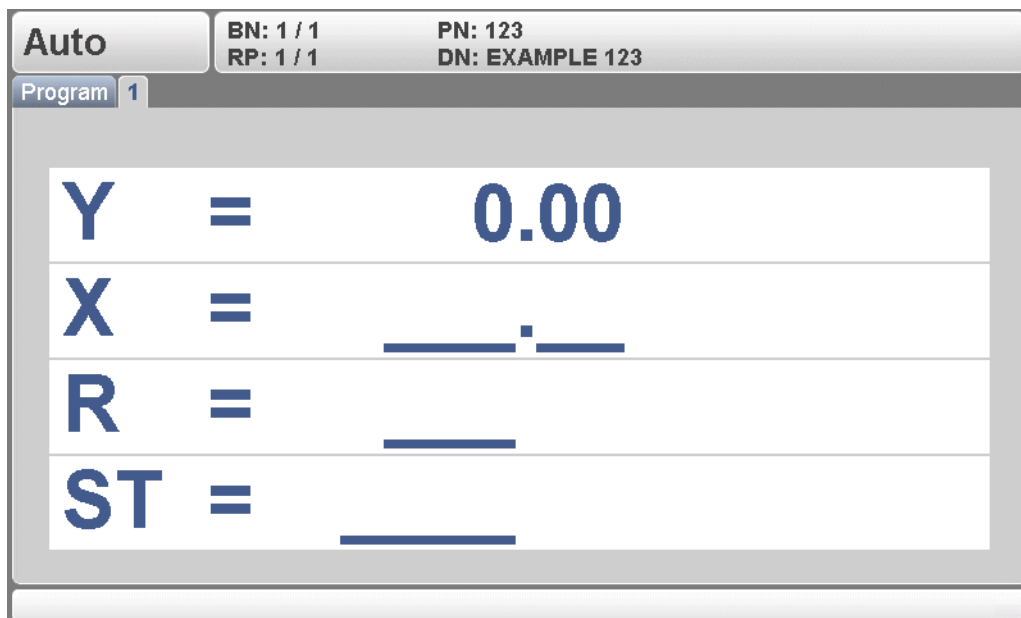 Auto
BN: 1 / 1 PN: 123
RP: 1 / 1 DN: EXAMPLE 123
Program 1
Y = 0.00
X = ___.__
R = ___
ST = ____